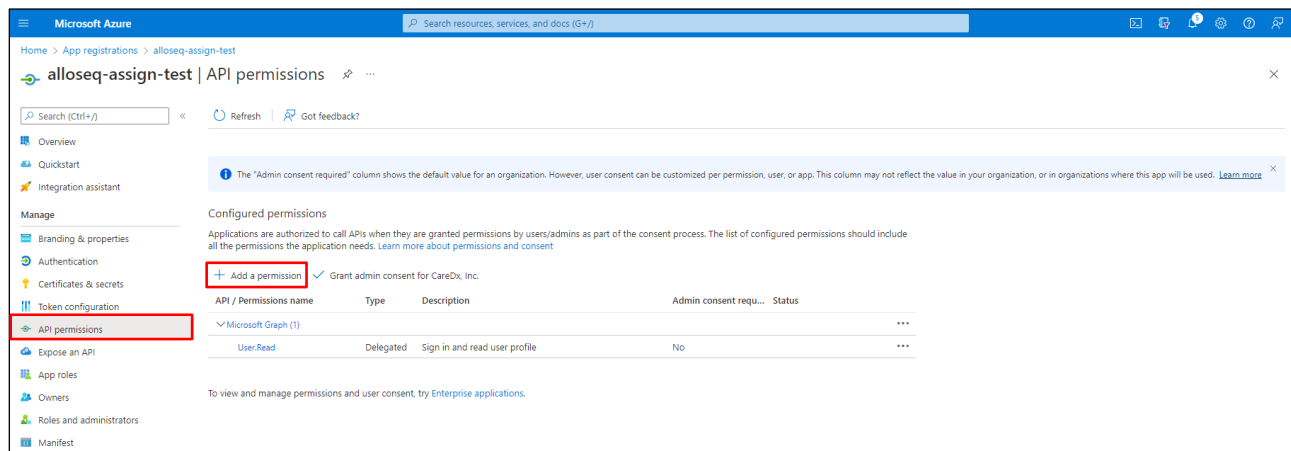 Microsoft Azure
Search resources, services, and docs (G+/)
5
Home > App registrations > alloseq-assign-test
alloseq-assign-test | API permissions
Search (Ctrl+/)
Refresh
Got feedback?
Overview
Quickstart
Integration assistant
The "Admin consent required" column shows the default value for an organization. However, user consent can be customized per permission, user, or app. This column may not reflect the value in your organization, or in organizations where this app will be used. Learn more
Manage
Branding & properties
Authentication
Certificates & secrets
Token configuration
API permissions
Expose an API
App roles
Owners
Roles and administrators
Manifest
Configured permissions
Applications are authorized to call APIs when they are granted permissions by users/admins as part of the consent process. The list of configured permissions should include
all the permissions the application needs. Learn more about permissions and consent
Add a permission
Grant admin consent for CareDx, Inc.
API / Permissions name Type Description Admin consent requ... Status
Microsoft Graph (1)
User.Read Delegated Sign in and read user profile No
To view and manage permissions and user consent, try Enterprise applications.